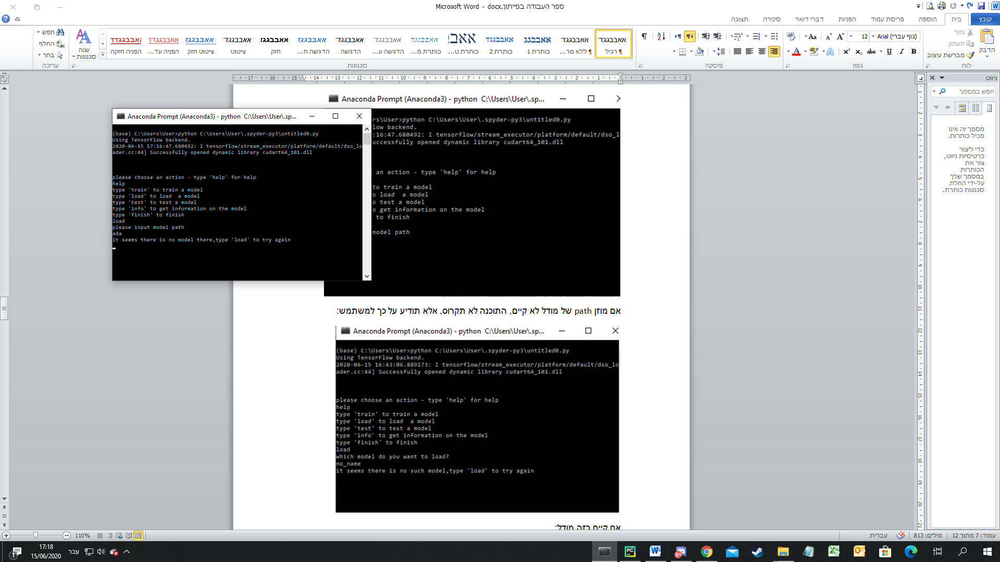 ספר העבודה בפייתון.docx - Microsoft Word
קובץ
בית
הוספה
פריסת עמוד
הפניות
דברי דואר
סקירה
תצוגה
הדבק
גזור
העתק
מברשת עיצוב
לוח
Arial (גוף עברי)
12
גופן
פיסקה
אאבבגגד
¶ רגיל
אאבבגגד
¶ ללא מר...
אאבבגג
כותרת 1
אאבבגגד
כותרת 2
אאב
כותרת ט...
אאבבגגד
כותרת מ...
אאבבגגד
הדגשה ע...
אאבבגגד
הדגשה
אאבבגגד
הדגשה ח...
אאבבגגד
חזק
אאבבגגד
ציטוט
אאבבגגד
ציטוט חזק
אאבבגגדד
הפניה עד...
אאבבגגדד
הפניה חזקה
סגנונות
שנה סגנונות
חפש
החלף
בחר
עריכה
ניווט
חפש במסמך
מסמך זה אינו
מכיל כותרות.
כדי ליצור
כרטיסיות ניווט,
צור את
הכותרות
במסמך שלך
על-ידי החלת
סגנונות כותרת.
Anaconda Prompt (Anaconda3) - python C:\Users\User\.sp...
rs\User>python C:\Users\User\.spyder-py3\untitled0.py
low backend.
:16:47.680492: I tensorflow/stream_executor/platform/default/dso_l
uccessfully opened dynamic library cudart64_101.dll
an action - type 'help' for help
to train a model
o load  a model
o test a model
o get information on the model
to finish
model path
Anaconda Prompt (Anaconda3) - python C:\Users\User\.sp...
(base) C:\Users\User>python C:\Users\User\.spyder-py3\untitled0.py
Using TensorFlow backend.
2020-06-15 17:16:47.680492: I tensorflow/stream_executor/platform/default/dso_lo
ader.cc:44] Successfully opened dynamic library cudart64_101.dll
please choose an action - type 'help' for help
help
type 'train' to train a model
type 'load' to load  a model
type 'test' to test a model
type 'info' to get information on the model
type 'finish' to finish
load
please input model path
ada
it seems there is no model there,type 'load' to try again
אם מוזן path של מודל לא קיים, התוכנה לא תקרוס, אלא תודיע על כך למשתמש:
Anaconda Prompt (Anaconda3) - python C:\Users\User\.sp...
(base) C:\Users\User>python C:\Users\User\.spyder-py3\untitled0.py
Using TensorFlow backend.
2020-06-15 16:43:06.889173: I tensorflow/stream_executor/platform/default/dso_lo
ader.cc:44] Successfully opened dynamic library cudart64_101.dll
please choose an action - type 'help' for help
help
type 'train' to train a model
type 'load' to load  a model
type 'test' to test a model
type 'info' to get information on the model
type 'finish' to finish
load
which model do you want to load?
no_name
it seems there is no such model,type 'load' to try again
אם קיים כזה מודל:
עמוד: 7 מתוך 12
מילים: 813
עברית
110%
17:18
15/06/2020
עבר